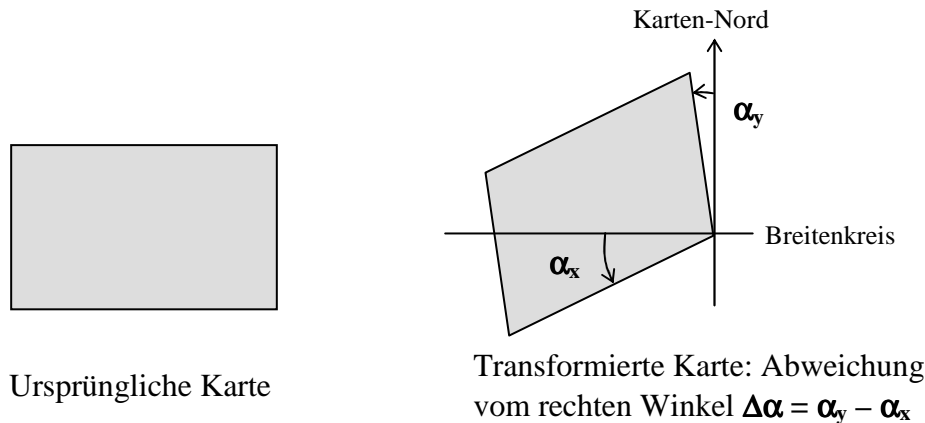 Karten-Nord
αy
Breitenkreis
αx
Ursprüngliche Karte
Transformierte Karte: Abweichung
vom rechten Winkel Δα = αy – αx